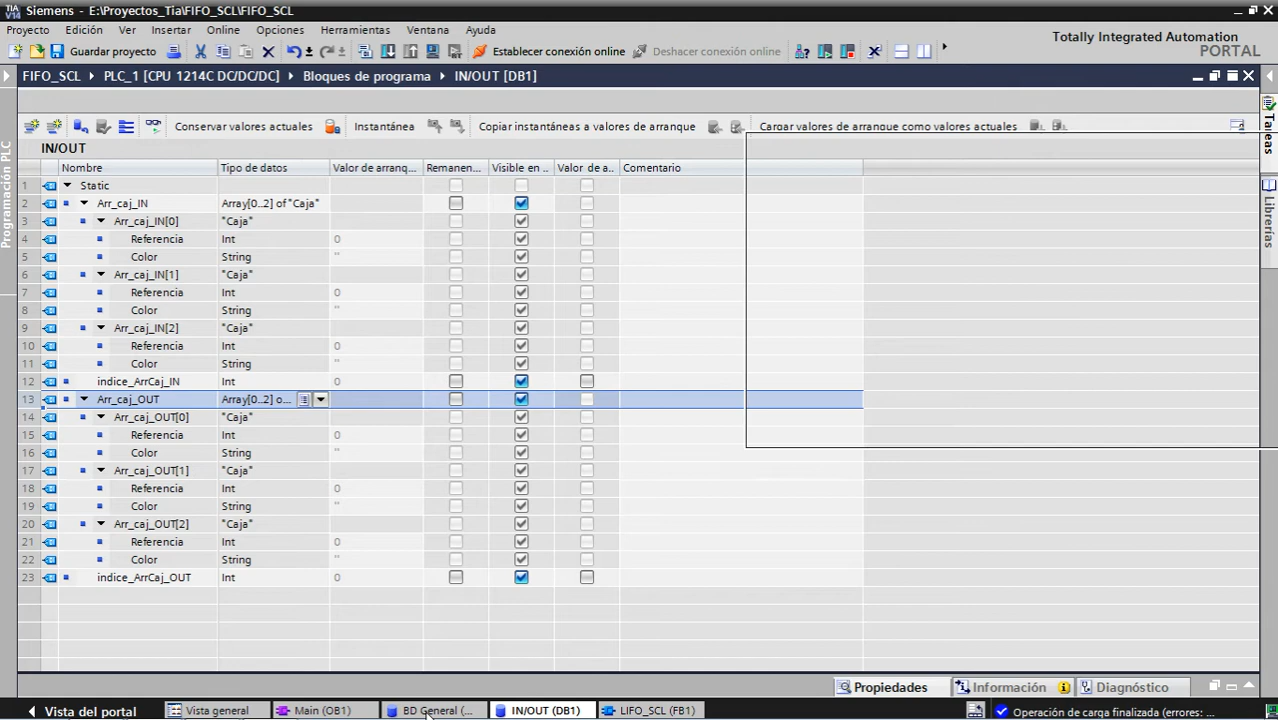 TIA V14 Siemens - E:\Proyectos_Tia\FIFO_SCL\FIFO_SCL
Proyecto Edición Ver Insertar Online Opciones Herramientas Ventana Ayuda
Totally Integrated Automation
PORTAL
Guardar proyecto Establecer conexión online Deshacer conexión online
FIFO_SCL PLC_1 [CPU 1214C DC/DC/DC] Bloques de programa IN/OUT [DB1]
Conservar valores actuales Instantánea Copiar instantáneas a valores de arranque Cargar valores de arranque como valores actuales
IN/OUT
Nombre Tipo de datos Valor de arranq... Remanen... Visible en .. Valor de a.. Comentario
1 Static
2 Arr_caj_IN Array[0..2] of "Caja"
3 Arr_caj_IN[0] "Caja"
4 Referencia Int 0
5 Color String ''
6 Arr_caj_IN[1] "Caja"
7 Referencia Int 0
8 Color String ''
9 Arr_caj_IN[2] "Caja"
10 Referencia Int 0
11 Color String ''
12 indice_ArrCaj_IN Int 0
13 Arr_caj_OUT Array[0..2] o...
14 Arr_caj_OUT[0] "Caja"
15 Referencia Int 0
16 Color String ''
17 Arr_caj_OUT[1] "Caja"
18 Referencia Int 0
19 Color String ''
20 Arr_caj_OUT[2] "Caja"
21 Referencia Int 0
22 Color String ''
23 indice_ArrCaj_OUT Int 0
Programación PLC
Tareas
Librerías
Propiedades Información Diagnóstico
Vista del portal Vista general Main (OB1) BD General (... IN/OUT (DB1) LIFO_SCL (FB1) Operación de carga finalizada (errores: ...